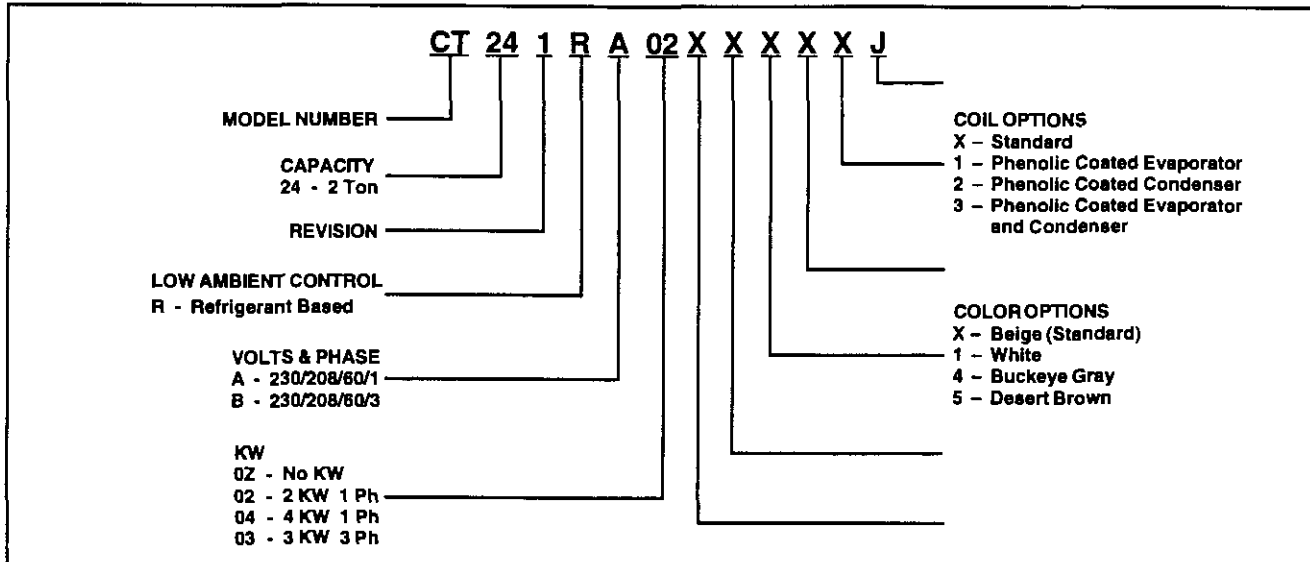 CT 24 1 R A 02 X X X X X J
MODEL NUMBER
CAPACITY
24 - 2 Ton
REVISION
LOW AMBIENT CONTROL
R - Refrigerant Based
VOLTS & PHASE
A - 230/208/60/1
B - 230/208/60/3
KW
0Z - No KW
02 - 2 KW 1 Ph
04 - 4 KW 1 Ph
03 - 3 KW 3 Ph
COIL OPTIONS
X – Standard
1 – Phenolic Coated Evaporator
2 – Phenolic Coated Condenser
3 – Phenolic Coated Evaporator
and Condenser
COLOR OPTIONS
X – Beige (Standard)
1 – White
4 – Buckeye Gray
5 – Desert Brown